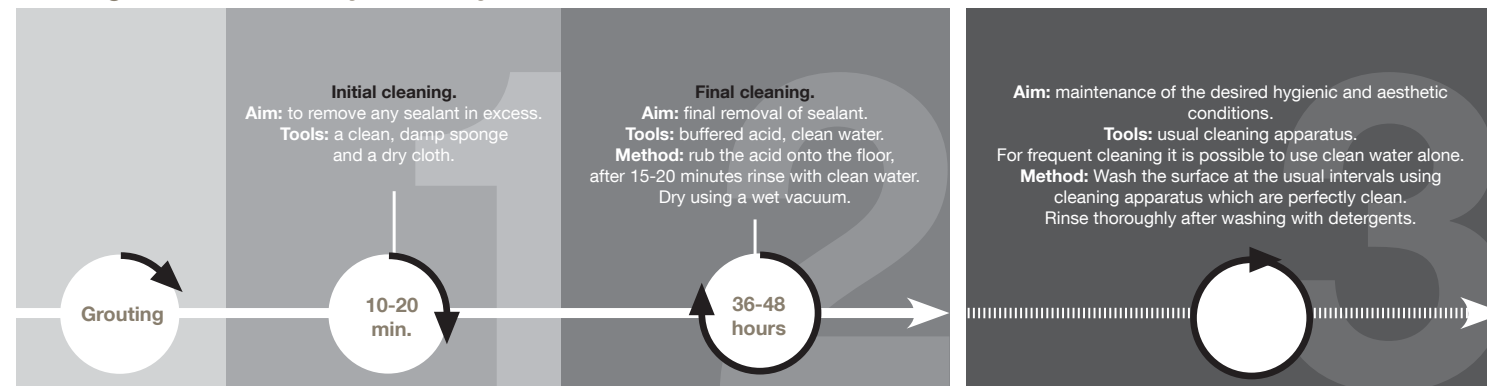 Grouting
1
Initial cleaning.
Aim: to remove any sealant in excess.
Tools: a clean, damp sponge
and a dry cloth.
10-20
min.
2
Final cleaning.
Aim: final removal of sealant.
Tools: buffered acid, clean water.
Method: rub the acid onto the floor,
after 15-20 minutes rinse with clean water.
Dry using a wet vacuum.
36-48
hours
3
Aim: maintenance of the desired hygienic and aesthetic
conditions.
Tools: usual cleaning apparatus.
For frequent cleaning it is possible to use clean water alone.
Method: Wash the surface at the usual intervals using
cleaning apparatus which are perfectly clean.
Rinse thoroughly after washing with detergents.